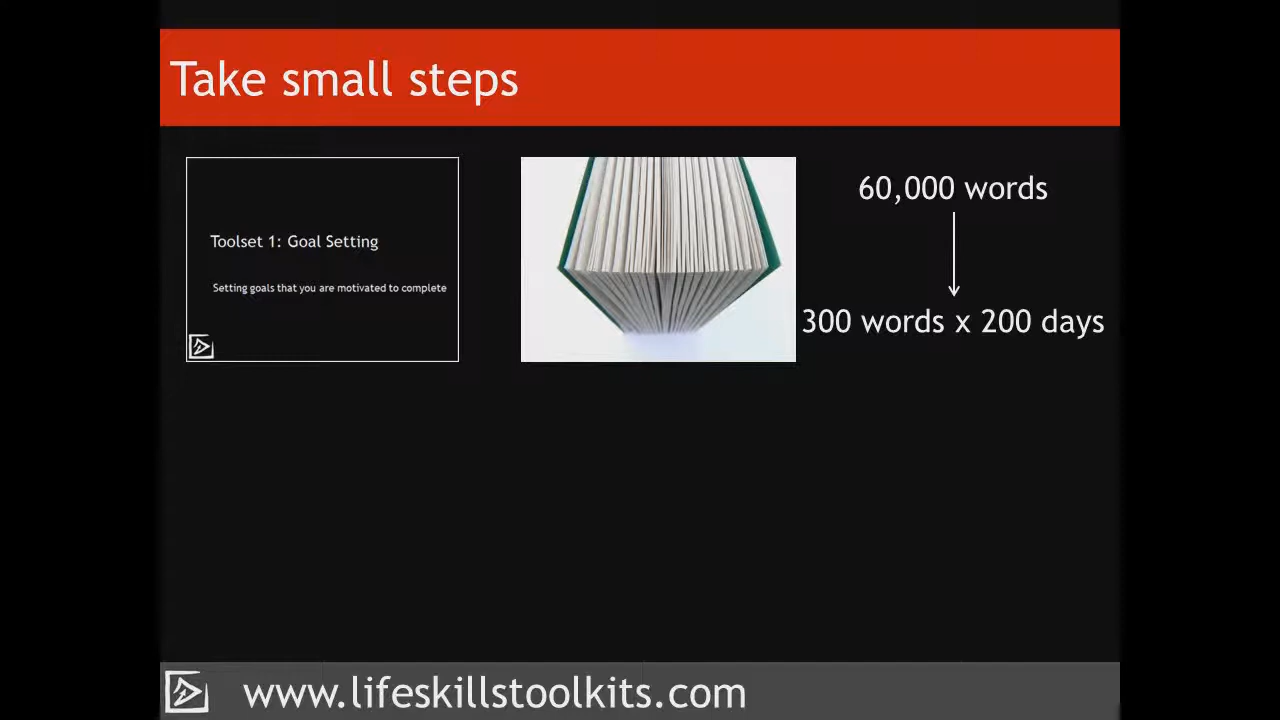 Take small steps
Toolset 1: Goal Setting
Setting goals that you are motivated to complete
60,000 words
300 words x 200 days
www.lifeskillstoolkits.com